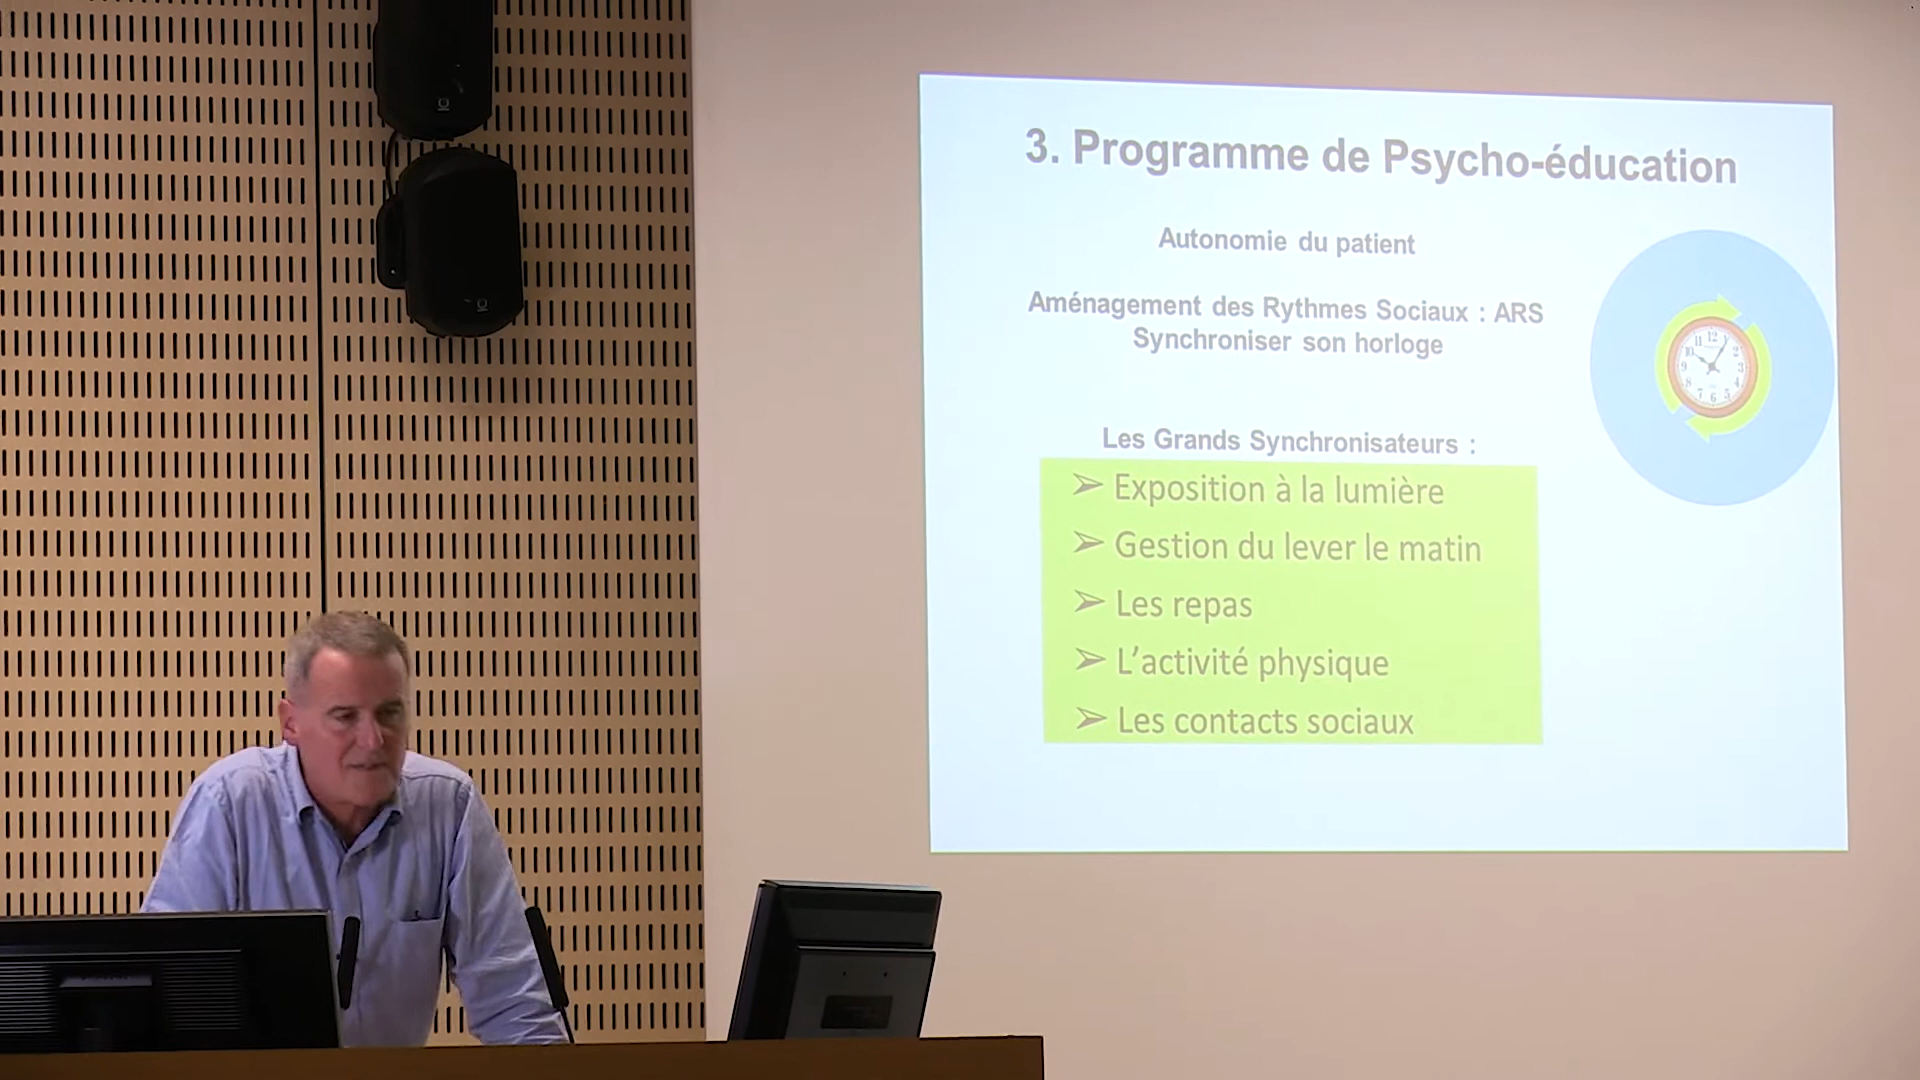 3. Programme de Psycho-éducation
Autonomie du patient
Aménagement des Rythmes Sociaux : ARS
Synchroniser son horloge
Les Grands Synchronisateurs :
➢ Exposition à la lumière
➢ Gestion du lever le matin
➢ Les repas
➢ L’activité physique
➢ Les contacts sociaux